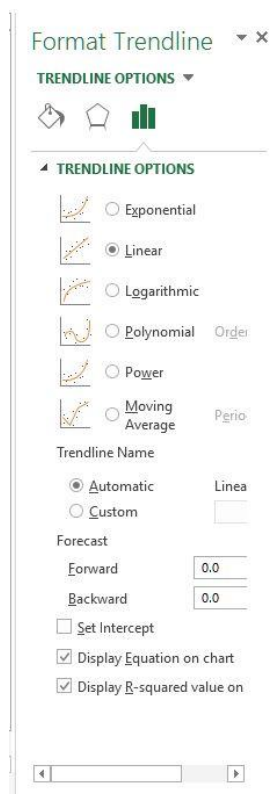 Format Trendline
TRENDLINE OPTIONS
TRENDLINE OPTIONS
Exponential
Linear
Logarithmic
Polynomial Order
Power
Moving
Average Perio
Trendline Name
Automatic Linea
Custom
Forecast
Forward 0.0
Backward 0.0
Set Intercept
Display Equation on chart
Display R-squared value on